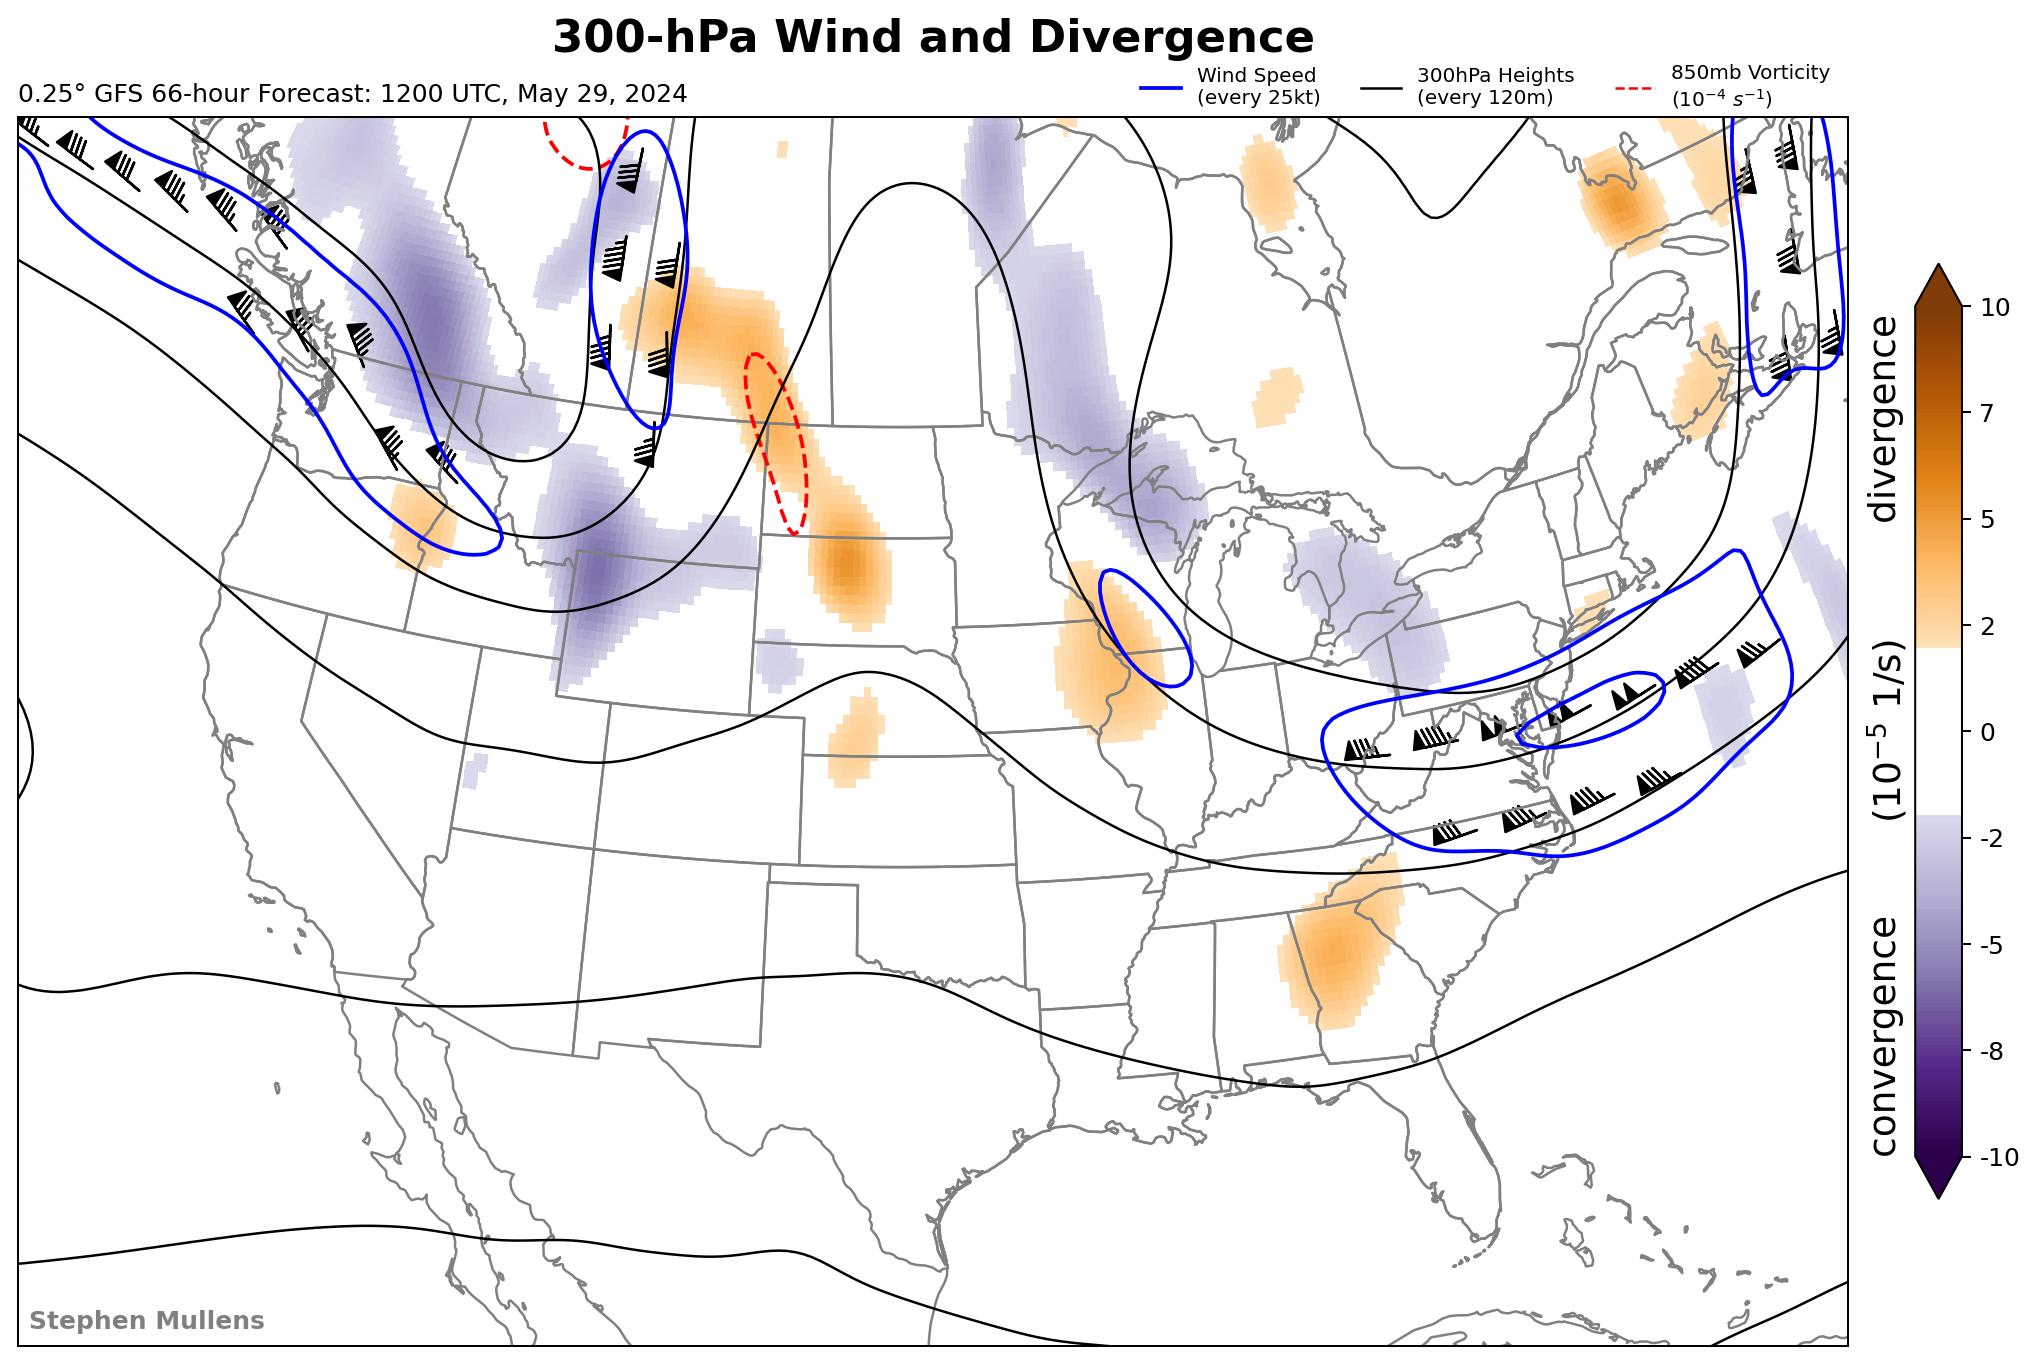 300-hPa Wind and Divergence
0.25° GFS 66-hour Forecast: 1200 UTC, May 29, 2024
Wind Speed
(every 25kt)
300hPa Heights
(every 120m)
850mb Vorticity
(10⁻⁴ s⁻¹)
10
7
5
2
0
-2
-5
-8
-10
convergence (10⁻⁵ 1/s) divergence
Stephen Mullens